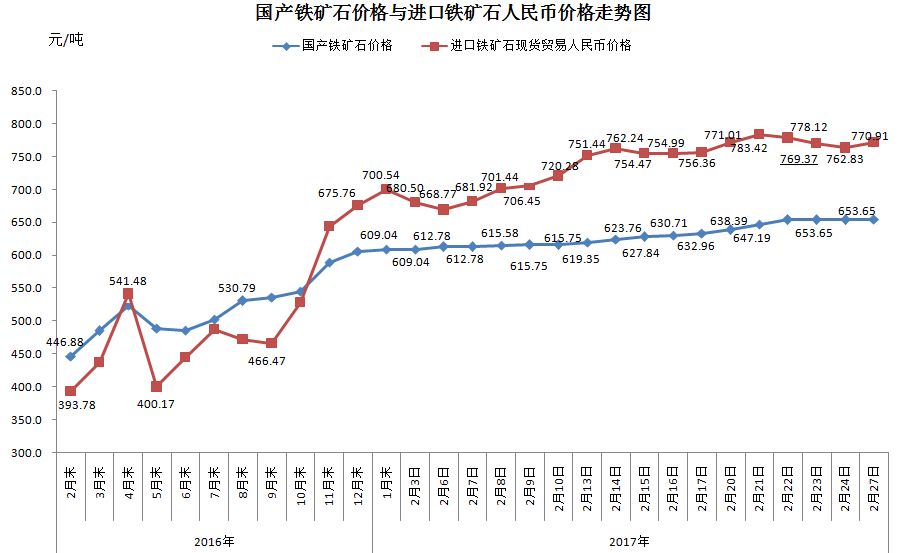 国产铁矿石价格与进口铁矿石人民币价格走势图
元/吨
国产铁矿石价格 进口铁矿石现货贸易人民币价格
850.0
800.0
750.0
700.0
650.0
600.0
550.0
500.0
450.0
400.0
350.0
300.0
446.88
530.79
609.04
609.04
612.78
612.78
615.58
615.75
615.75
619.35
623.76
627.84
630.71
632.96
638.39
647.19
653.65
653.65
393.78
541.48
400.17
466.47
675.76
700.54
680.50
668.77
681.92
701.44
706.45
720.28
751.44
762.24
754.47
754.99
756.36
771.01
783.42
778.12
769.37
762.83
770.91
2月末
3月末
4月末
5月末
6月末
7月末
8月末
9月末
10月末
11月末
12月末
1月末
2月3日
2月6日
2月7日
2月8日
2月9日
2月10日
2月13日
2月14日
2月15日
2月16日
2月17日
2月20日
2月21日
2月22日
2月23日
2月24日
2月27日
2016年 2017年